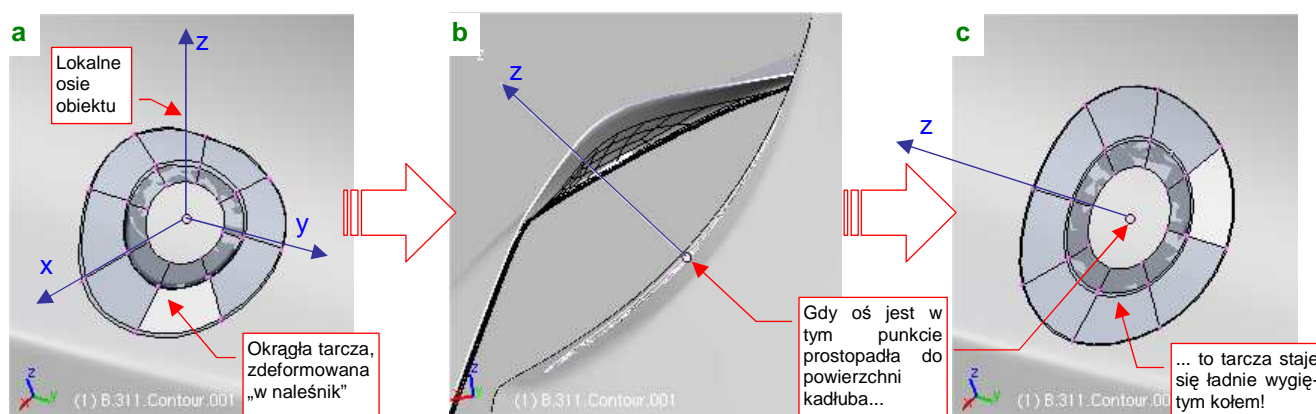 a
z
Lokalne
osie
obiektu
y
x
Okrągła tarcza,
zdeformowana
„w naleśnik”
z
y
(1) B.311.Contour.001
b
z
Gdy oś jest w
tym punkcie
prostopadła do
powierzchni
kadłuba...
(1) B.311.Contour.001
c
z
... to tarcza staje
się ładnie wygię-
tym kołem!
z
y
(1) B.311.Contour.001